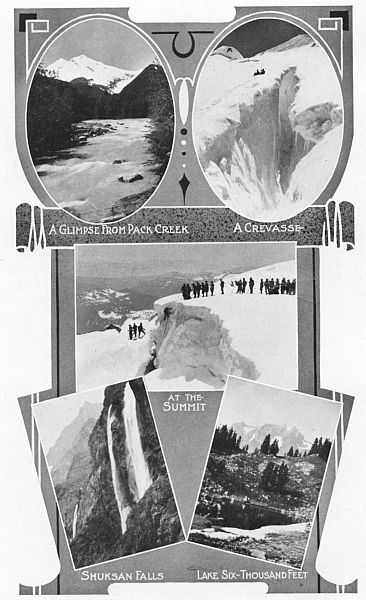 A GLIMPSE FROM PACK CREEK
A CREVASSE
AT THE
SUMMIT
SHUKSAN FALLS
LAKE SIX-THOUSAND FEET